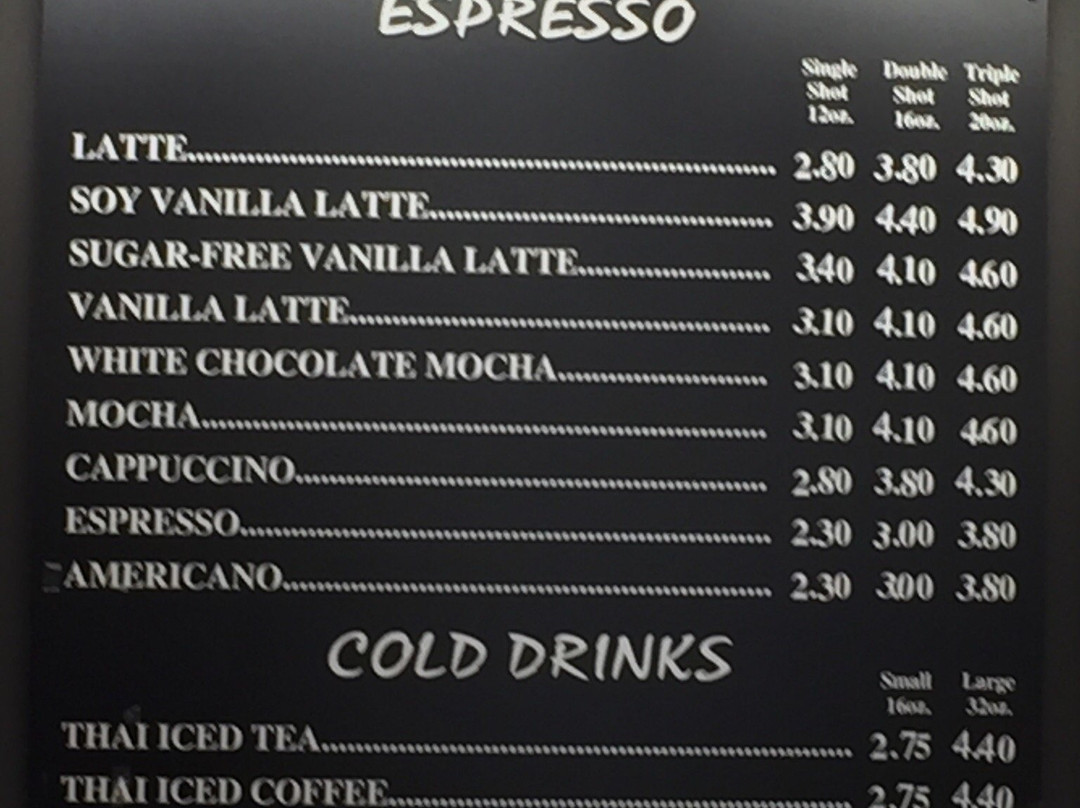 ESPRESSO
Single Double Triple
Shot Shot Shot
12oz. 16oz. 20oz.
LATTE 2.80 3.80 4.30
SOY VANILLA LATTE 3.90 4.40 4.90
SUGAR-FREE VANILLA LATTE 3.40 4.10 4.60
VANILLA LATTE 3.10 4.10 4.60
WHITE CHOCOLATE MOCHA 3.10 4.10 4.60
MOCHA 3.10 4.10 4.60
CAPPUCCINO 2.80 3.80 4.30
ESPRESSO 2.30 3.00 3.80
AMERICANO 2.30 3.00 3.80
COLD DRINKS
Small Large
16oz. 32oz.
THAI ICED TEA 2.75 4.40
THAI ICED COFFEE 2.75 4.40